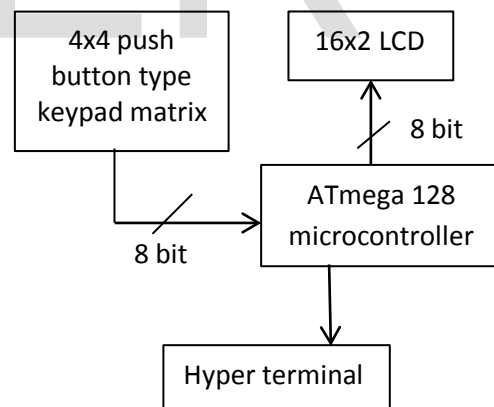 4x4 push
button type
keypad matrix
16x2 LCD
8 bit
ATmega 128
microcontroller
8 bit
Hyper terminal